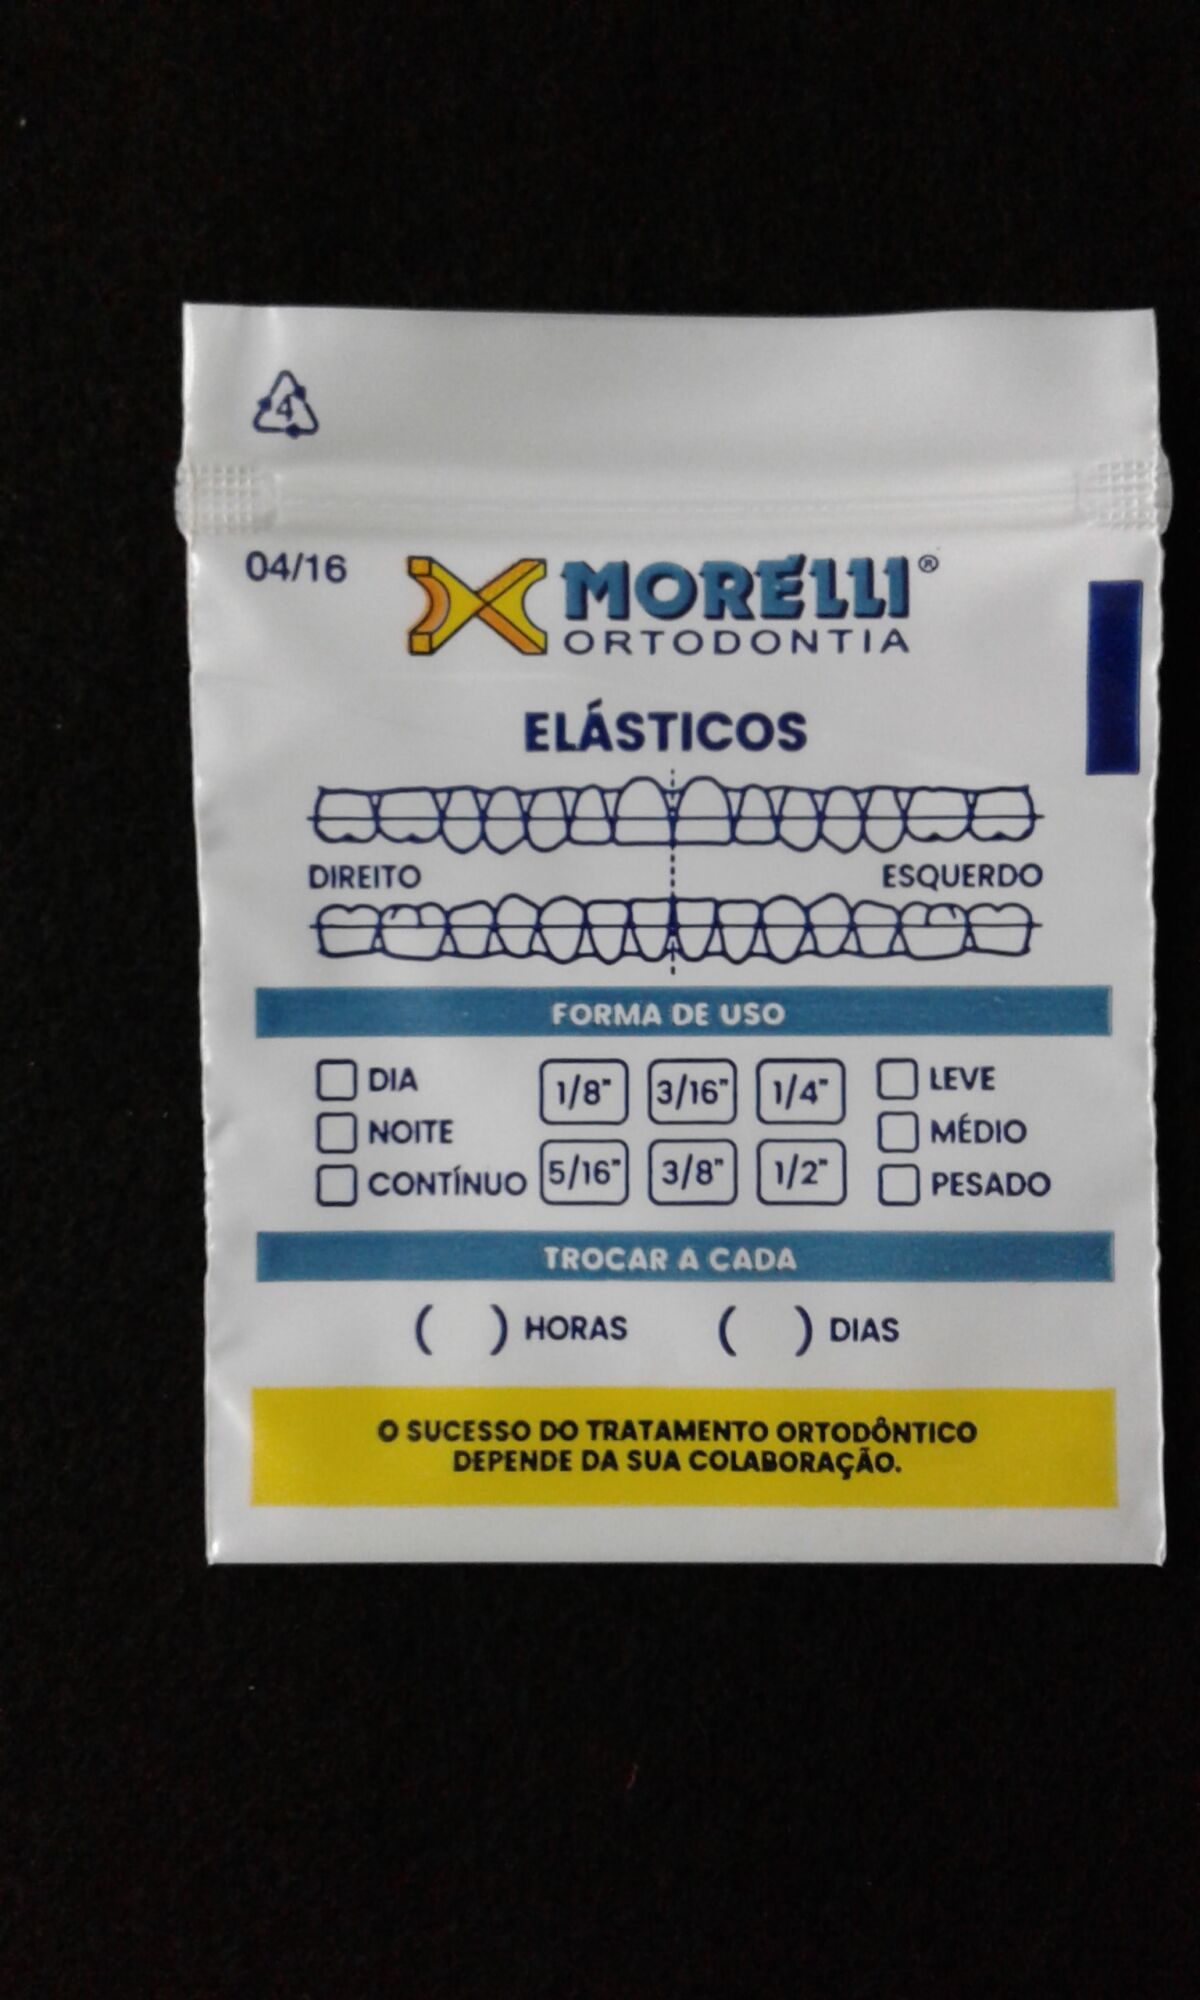 4
04/16
MORELLI®
ORTODONTIA
ELÁSTICOS
DIREITO ESQUERDO
FORMA DE USO
DIA 1/8" 3/16" 1/4" LEVE
NOITE MÉDIO
CONTÍNUO 5/16" 3/8" 1/2" PESADO
TROCAR A CADA
( ) HORAS ( ) DIAS
O SUCESSO DO TRATAMENTO ORTODÔNTICO
DEPENDE DA SUA COLABORAÇÃO.